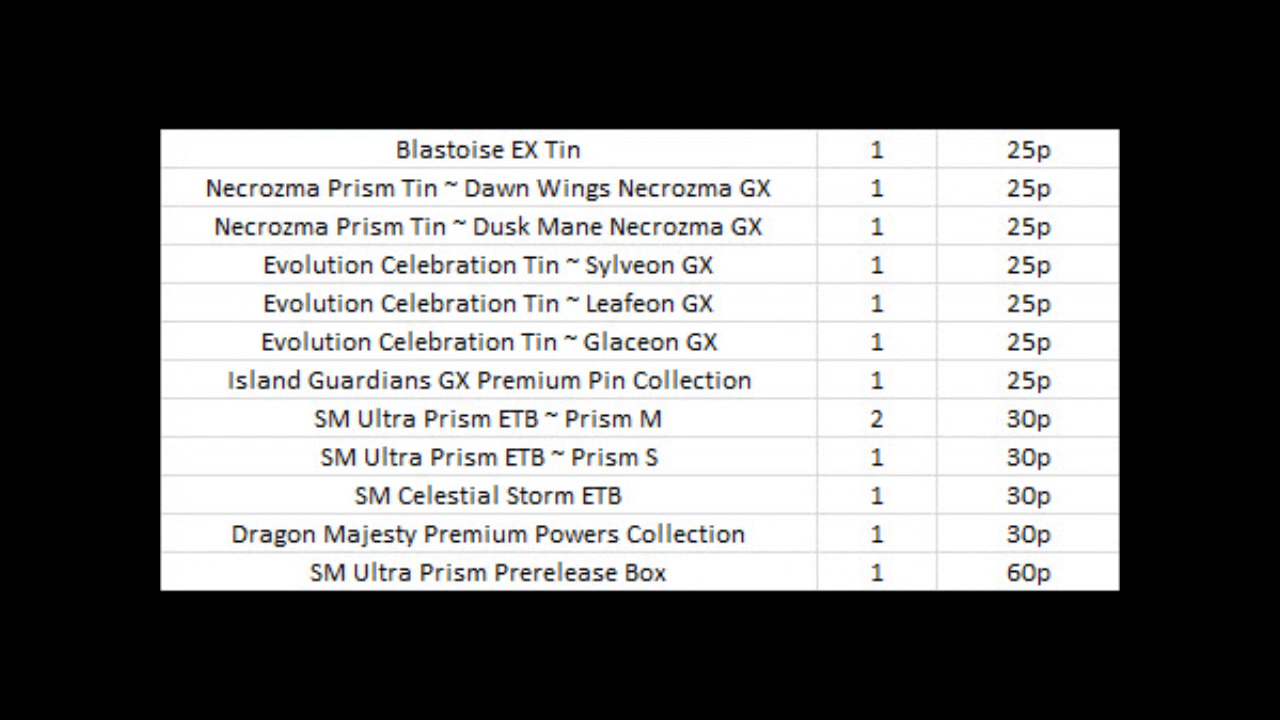 Blastoise EX Tin 1 25p
Necrozma Prism Tin ~ Dawn Wings Necrozma GX 1 25p
Necrozma Prism Tin ~ Dusk Mane Necrozma GX 1 25p
Evolution Celebration Tin ~ Sylveon GX 1 25p
Evolution Celebration Tin ~ Leafeon GX 1 25p
Evolution Celebration Tin ~ Glaceon GX 1 25p
Island Guardians GX Premium Pin Collection 1 25p
SM Ultra Prism ETB ~ Prism M 2 30p
SM Ultra Prism ETB ~ Prism S 1 30p
SM Celestial Storm ETB 1 30p
Dragon Majesty Premium Powers Collection 1 30p
SM Ultra Prism Prerelease Box 1 60p